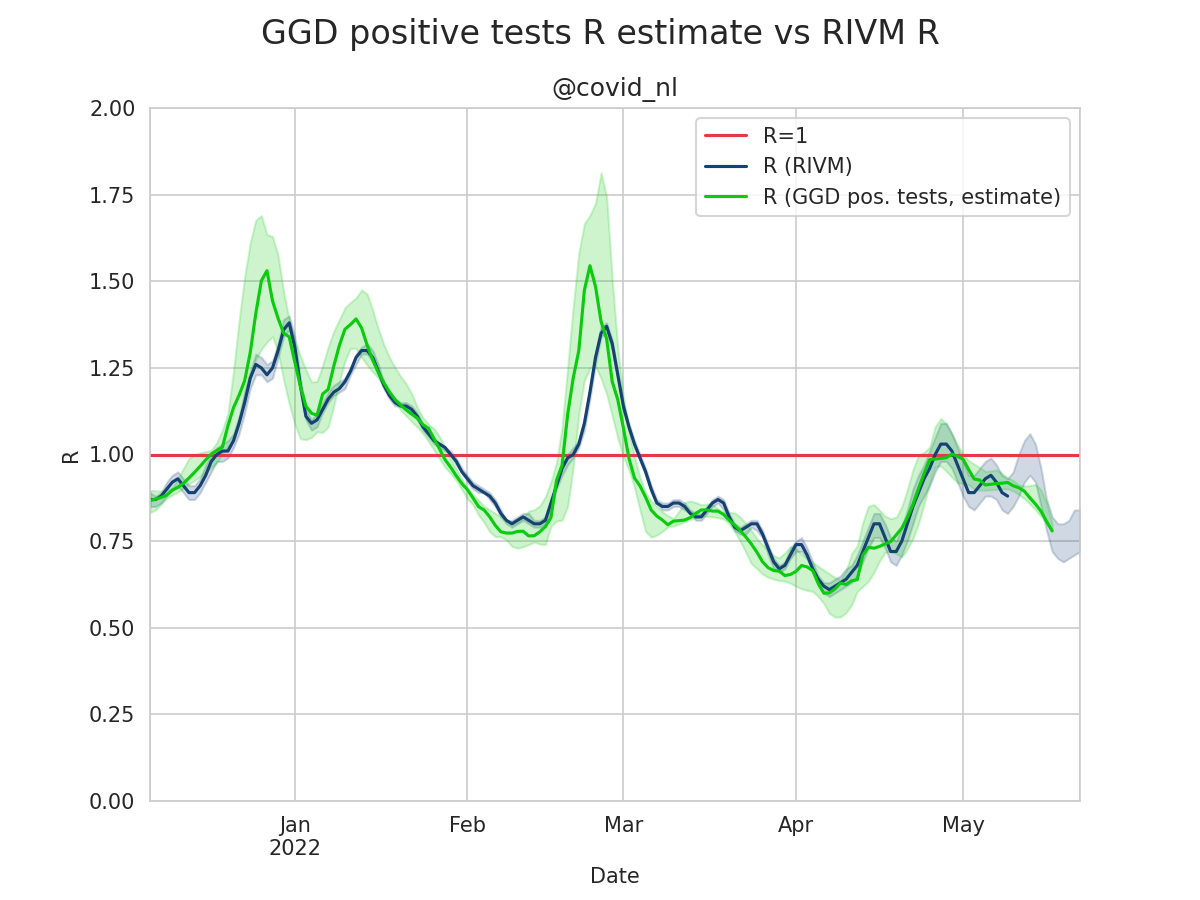 GGD positive tests R estimate vs RIVM R
@covid_nl
R=1
R (RIVM)
R (GGD pos. tests, estimate)
2.00
1.75
1.50
1.25
1.00
0.75
0.50
0.25
0.00
R
Jan
2022
Feb
Mar
Apr
May
Date